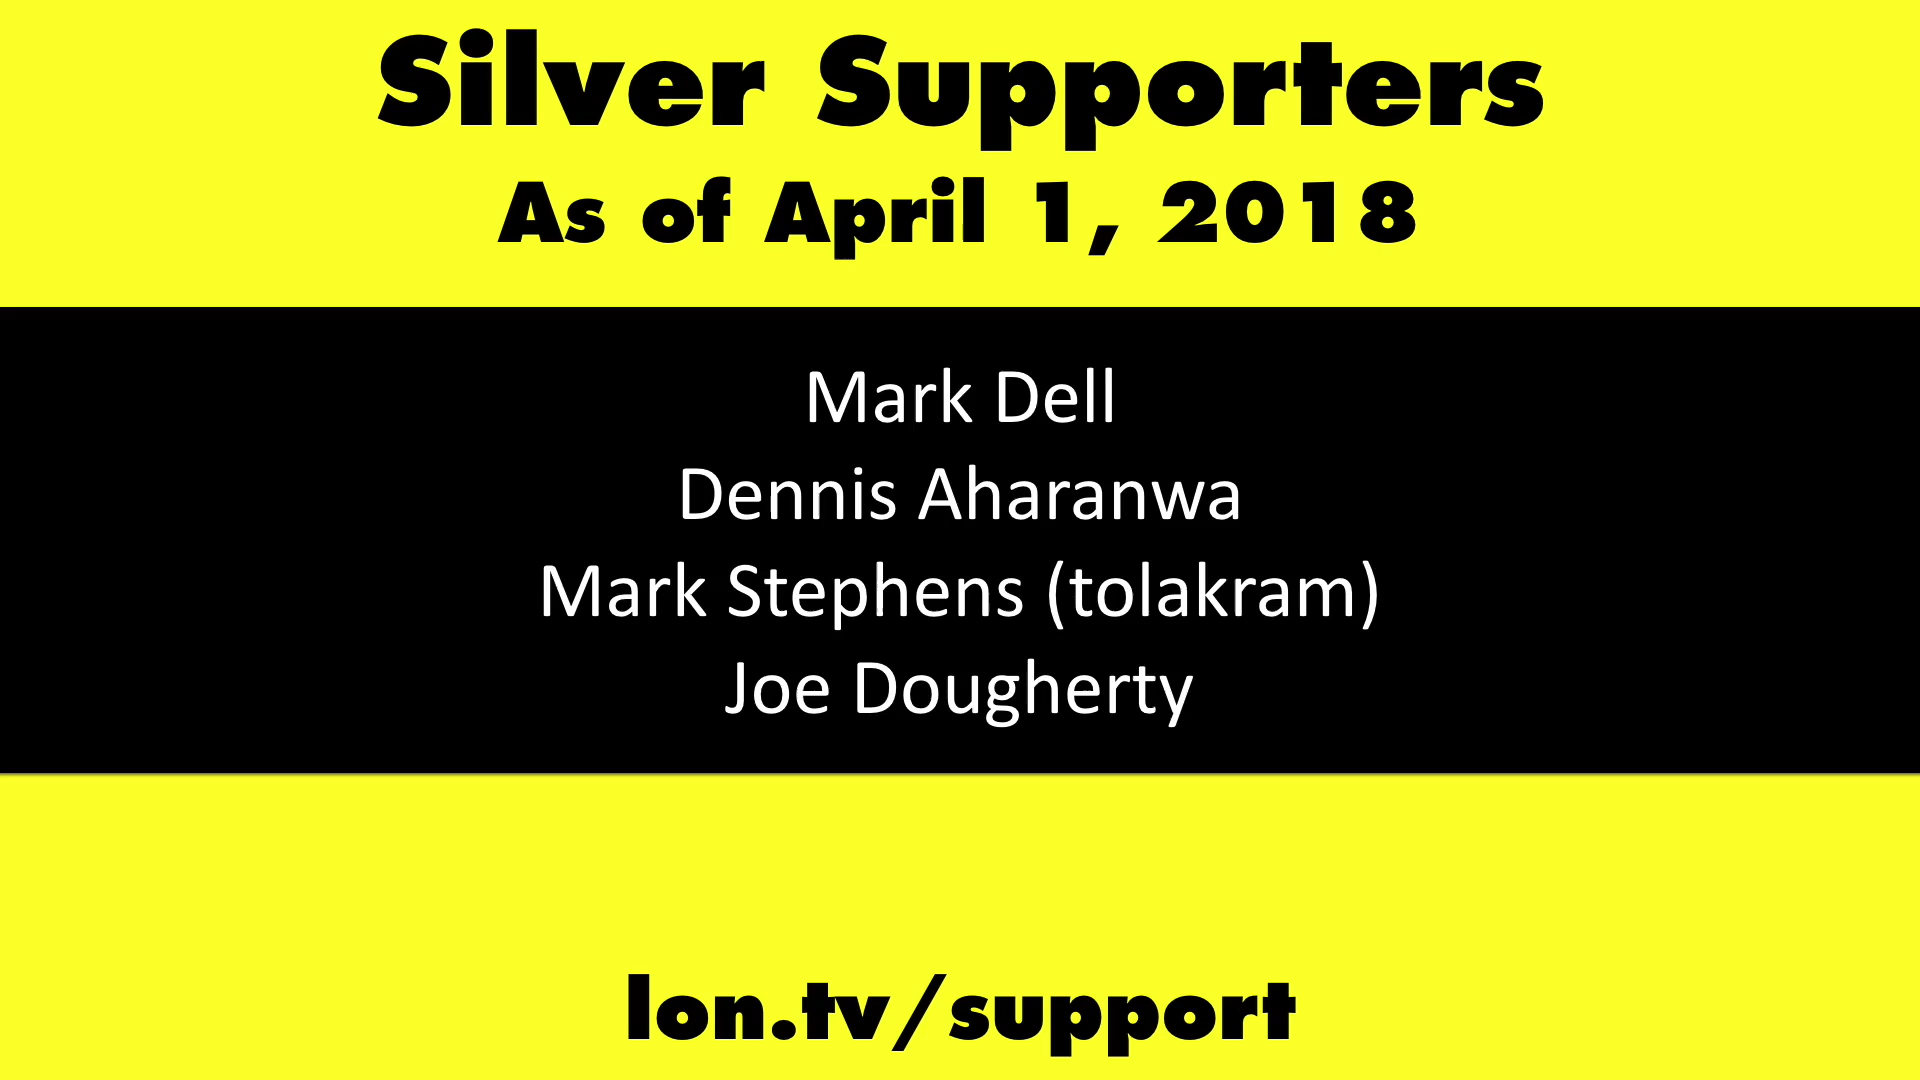 Silver Supporters
As of April 1, 2018
Mark Dell
Dennis Aharanwa
Mark Stephens (tolakram)
Joe Dougherty
lon.tv/support